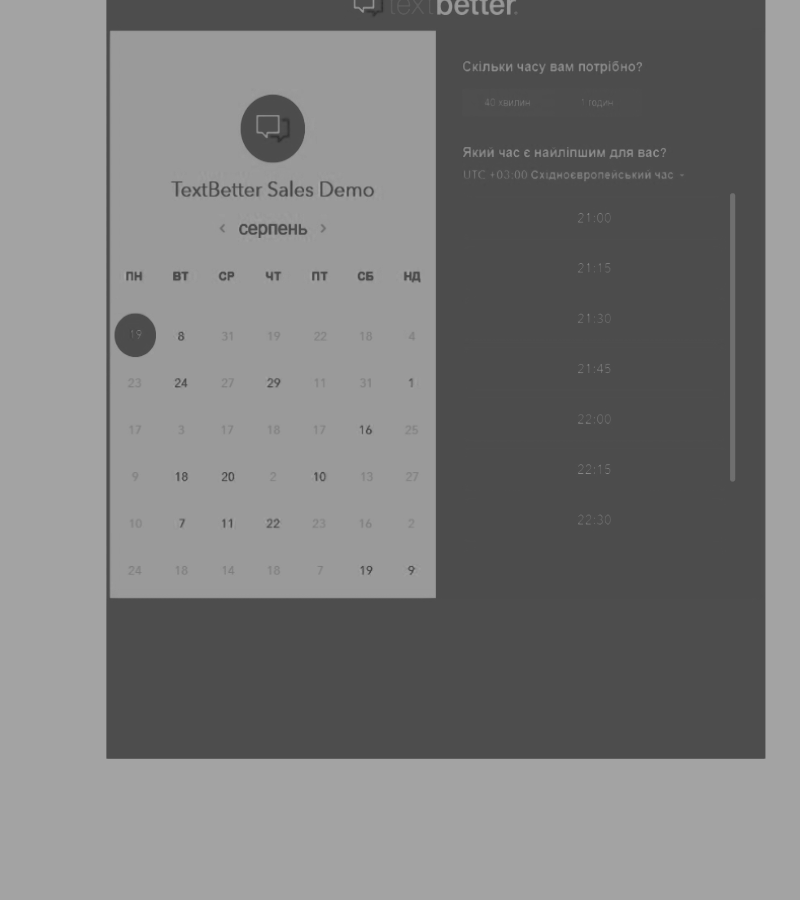 textbetter.
TextBetter Sales Demo
‹ серпень ›
ПН ВТ СР ЧТ ПТ СБ НД
19 8 31 19 22 18 4
23 24 27 29 11 31 1
17 3 17 18 17 16 25
9 18 20 2 10 13 27
10 7 11 22 23 16 2
24 18 14 18 7 19 9
Скільки часу вам потрібно?
40 хвилин 1 годин
Який час є найліпшим для вас?
UTC +03:00 Східноєвропейський час
21:00
21:15
21:30
21:45
22:00
22:15
22:30